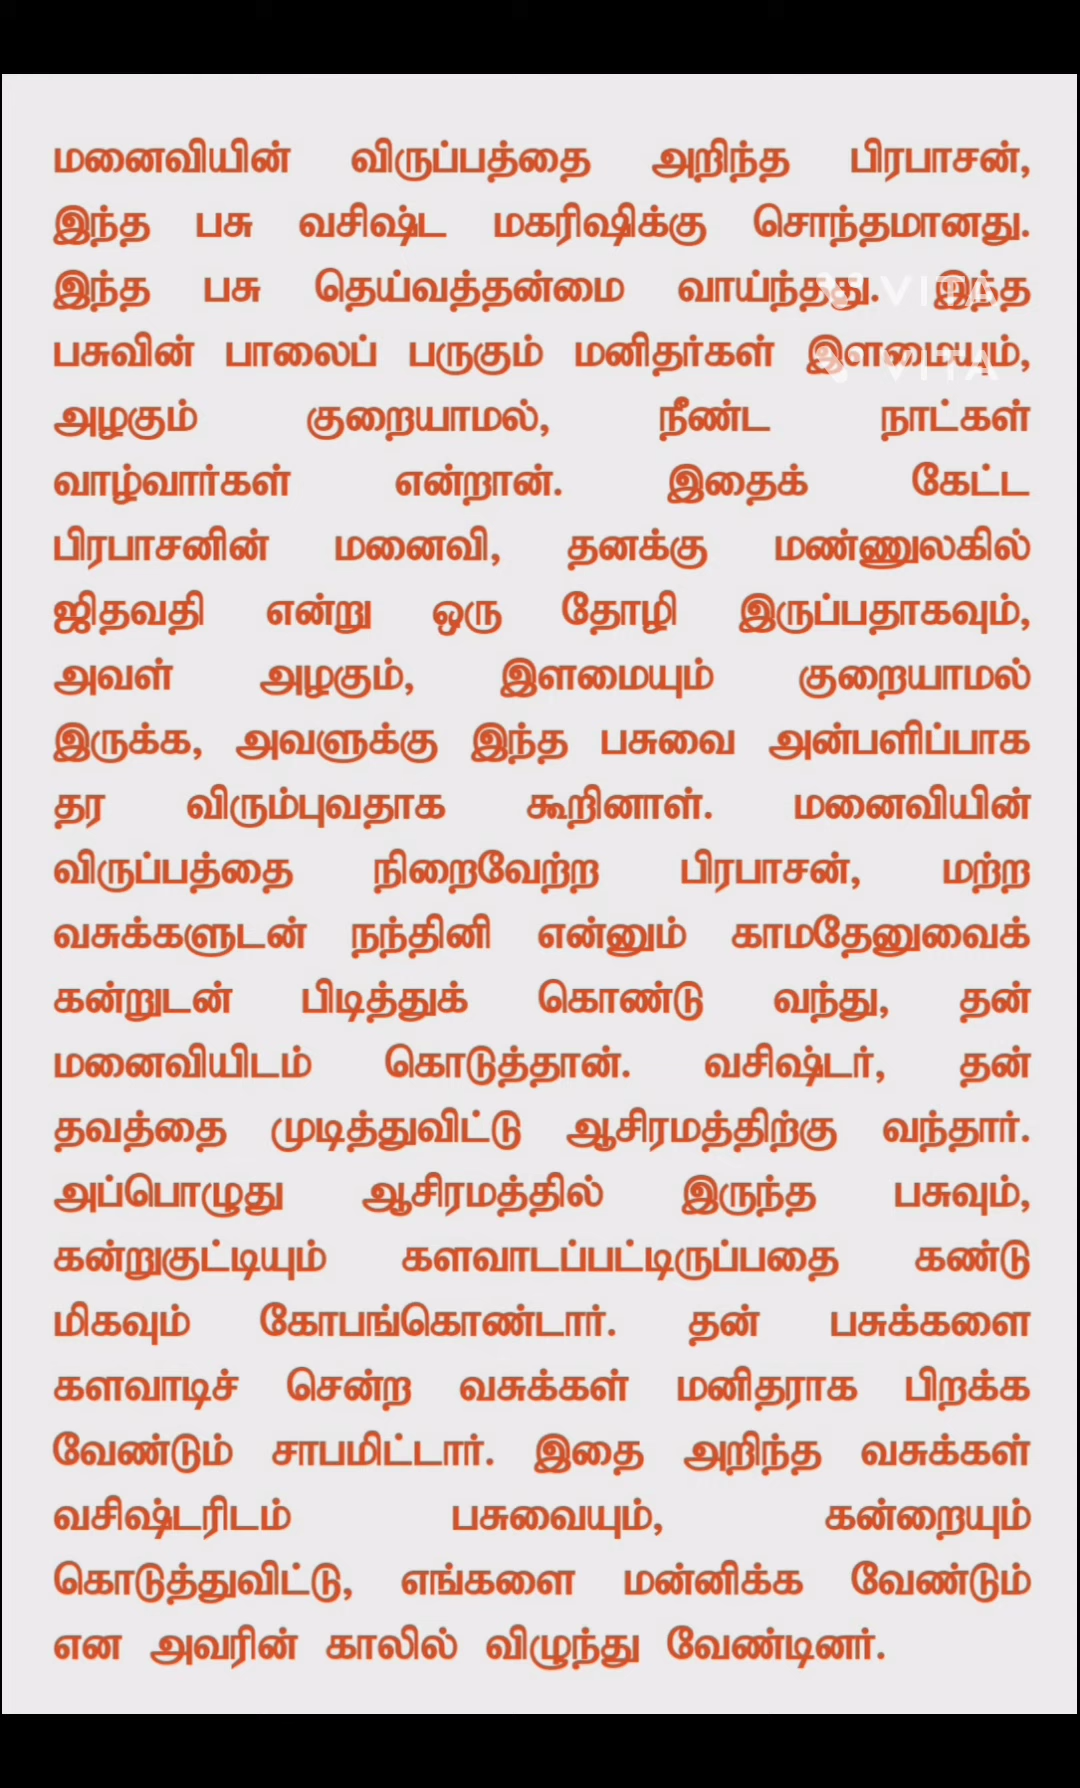 மனைவியின் விருப்பத்தை அறிந்த பிரபாசன்,
இந்த பசு வசிஷ்ட மகரிஷிக்கு சொந்தமானது.
இந்த பசு தெய்வத்தன்மை வாய்ந்தது. இந்த
VITA
பசுவின் பாலைப் பருகும் மனிதர்கள் இளமையும்,
VITA
அழகும் குறையாமல், நீண்ட நாட்கள்
வாழ்வார்கள் என்றான். இதைக் கேட்ட
பிரபாசனின் மனைவி, தனக்கு மண்ணுலகில்
ஜிதவதி என்று ஒரு தோழி இருப்பதாகவும்,
அவள் அழகும், இளமையும் குறையாமல்
இருக்க, அவளுக்கு இந்த பசுவை அன்பளிப்பாக
தர விரும்புவதாக கூறினாள். மனைவியின்
விருப்பத்தை நிறைவேற்ற பிரபாசன், மற்ற
வசுக்களுடன் நந்தினி என்னும் காமதேனுவைக்
கன்றுடன் பிடித்துக் கொண்டு வந்து, தன்
மனைவியிடம் கொடுத்தான். வசிஷ்டர், தன்
தவத்தை முடித்துவிட்டு ஆசிரமத்திற்கு வந்தார்.
அப்பொழுது ஆசிரமத்தில் இருந்த பசுவும்,
கன்றுகுட்டியும் களவாடப்பட்டிருப்பதை கண்டு
மிகவும் கோபங்கொண்டார். தன் பசுக்களை
களவாடிச் சென்ற வசுக்கள் மனிதராக பிறக்க
வேண்டும் சாபமிட்டார். இதை அறிந்த வசுக்கள்
வசிஷ்டரிடம் பசுவையும், கன்றையும்
கொடுத்துவிட்டு, எங்களை மன்னிக்க வேண்டும்
என அவரின் காலில் விழுந்து வேண்டினர்.